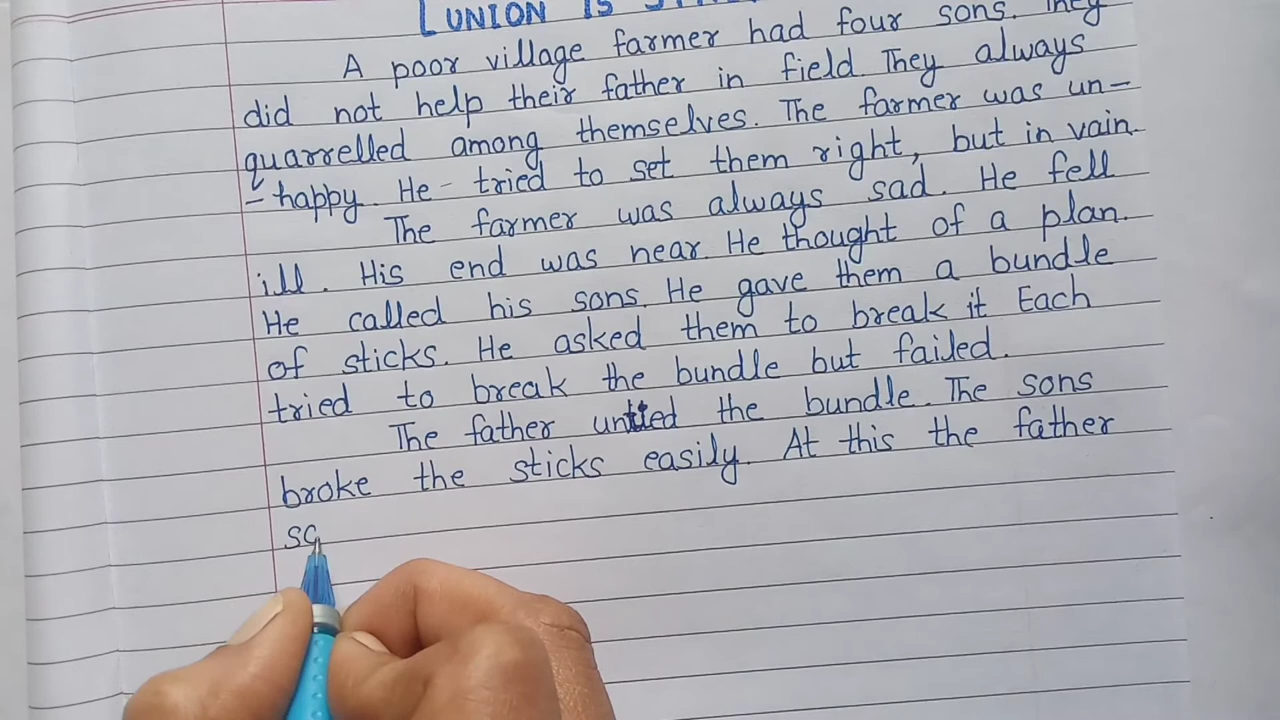 [UNION IS
A poor village farmer had four sons. They
did not help their father in field. They always
quarrelled among themselves. The farmer was un-
-happy. He tried to set them right, but in vain.
The farmer was always sad. He fell
ill. His end was near. He thought of a plan.
He called his sons. He gave them a bundle
of sticks. He asked them to break it Each
tried to break the bundle but failed.
The father untied the bundle. The sons
broke the sticks easily. At this the father
sa